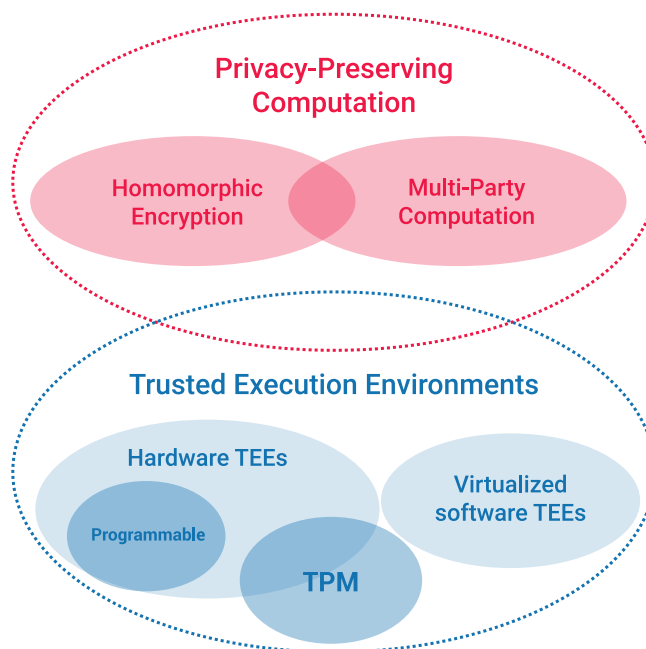 Privacy-Preserving
Computation
Homomorphic
Encryption
Multi-Party
Computation
Trusted Execution Environments
Hardware TEEs
Programmable
TPM
Virtualized
software TEEs